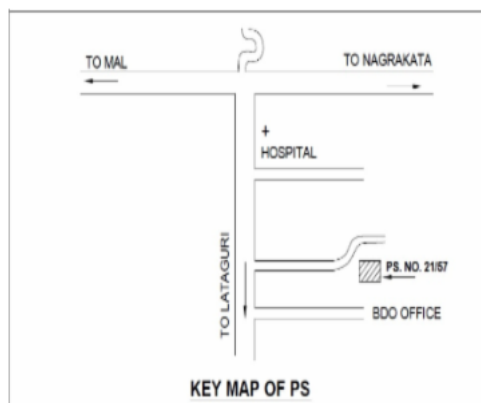 TO MAL
TO NAGRAKATA
+
HOSPITAL
TO LATAGURI
PS. NO. 21/57
BDO OFFICE
KEY MAP OF PS